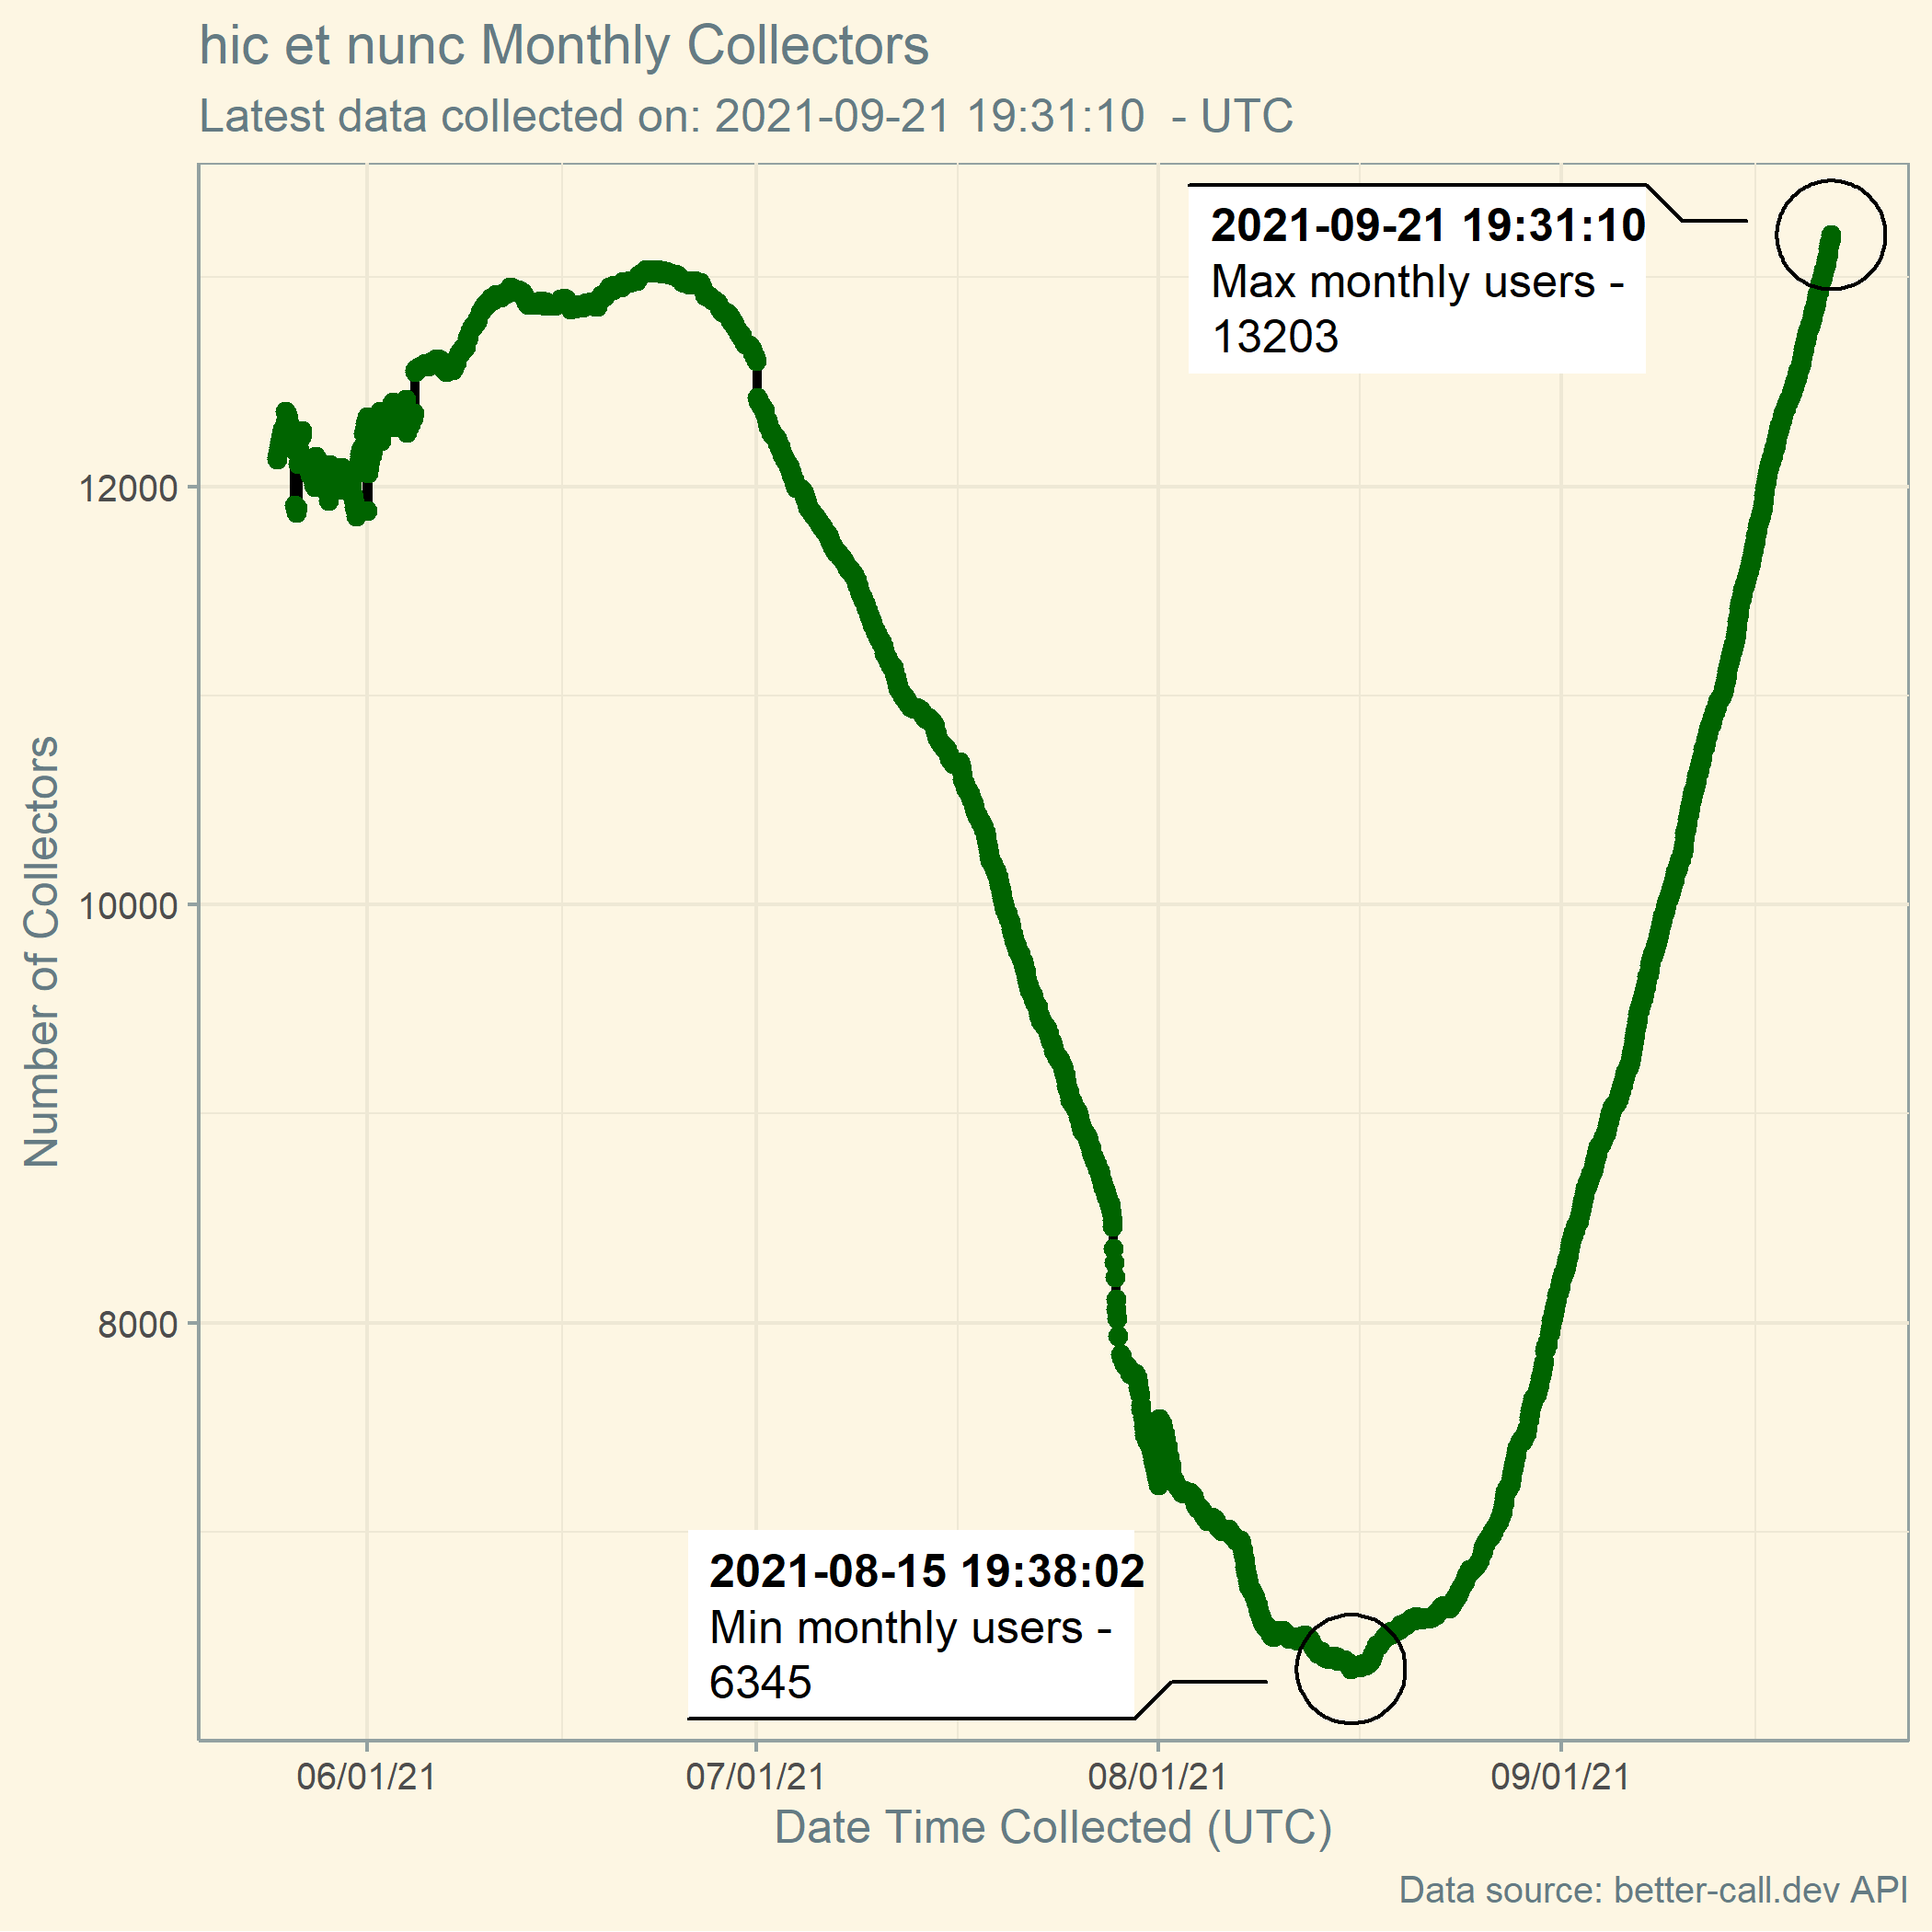 hic et nunc Monthly Collectors
Latest data collected on: 2021-09-21 19:31:10  - UTC
2021-09-21 19:31:10
Max monthly users -
13203
12000
10000
8000
Number of Collectors
2021-08-15 19:38:02
Min monthly users -
6345
06/01/21
07/01/21
08/01/21
09/01/21
Date Time Collected (UTC)
Data source: better-call.dev API